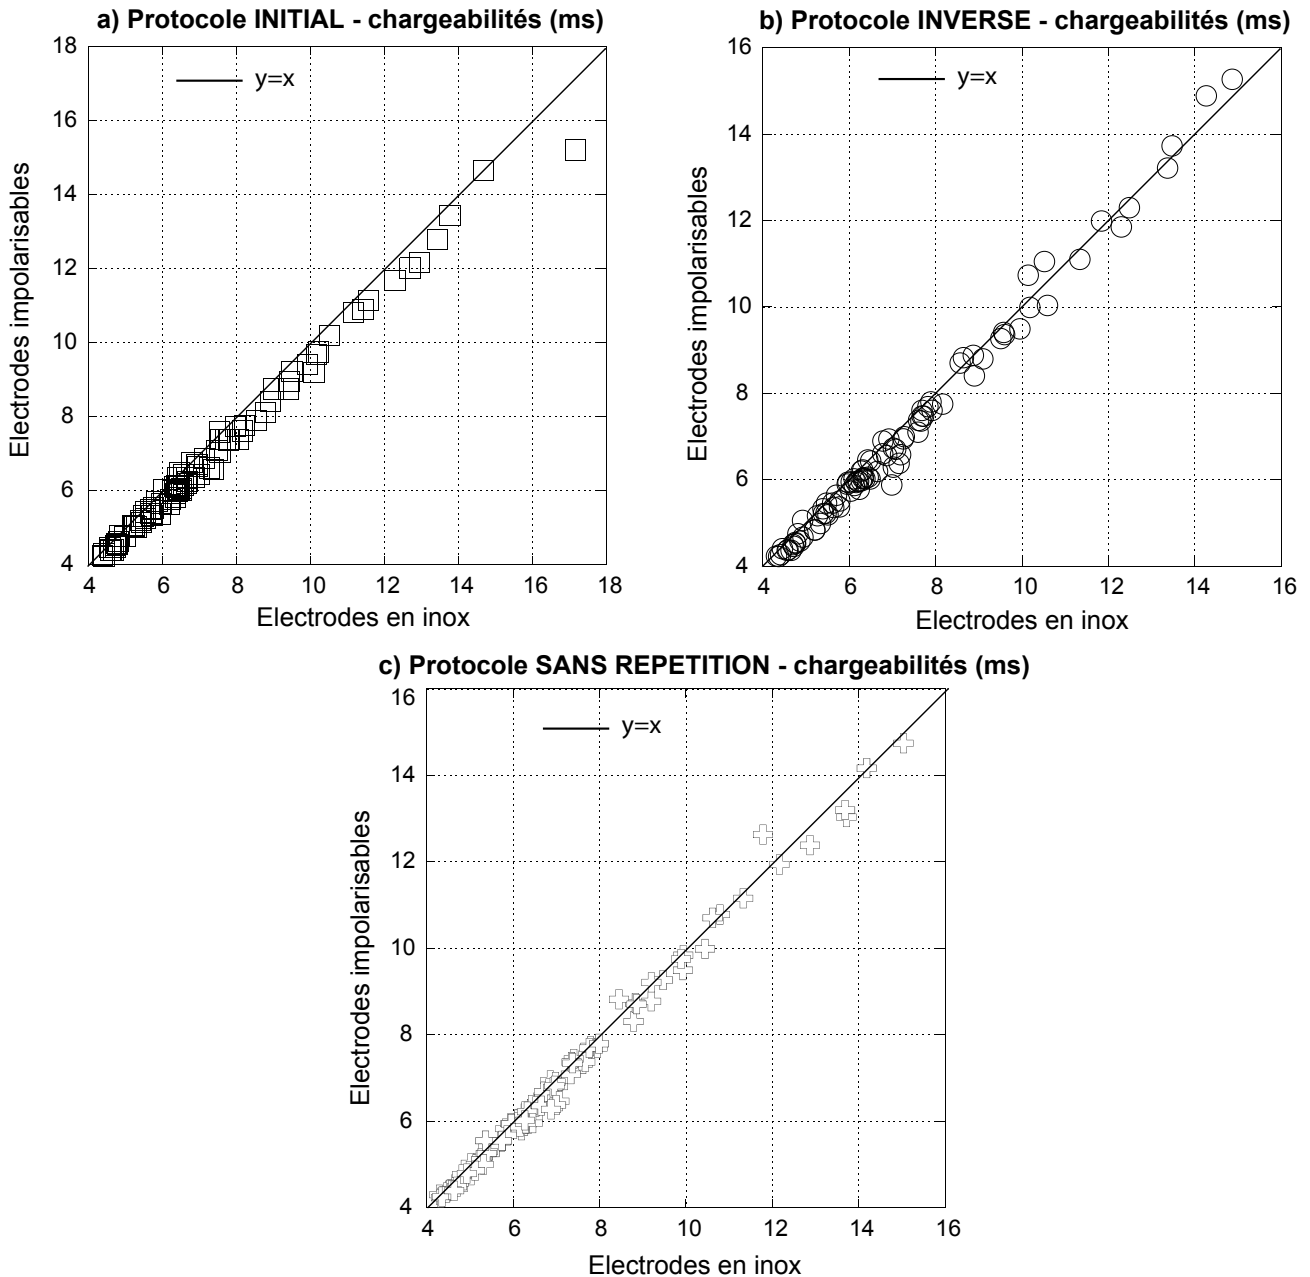 a) Protocole INITIAL - chargeabilités (ms)
18
16
14
12
10
8
6
4
y=x
Electrodes impolarisables
4 6 8 10 12 14 16 18
Electrodes en inox
b) Protocole INVERSE - chargeabilités (ms)
16
14
12
10
8
6
4
y=x
Electrodes impolarisables
4 6 8 10 12 14 16
Electrodes en inox
c) Protocole SANS REPETITION - chargeabilités (ms)
16
14
12
10
8
6
4
y=x
Electrodes impolarisables
4 6 8 10 12 14 16
Electrodes en inox